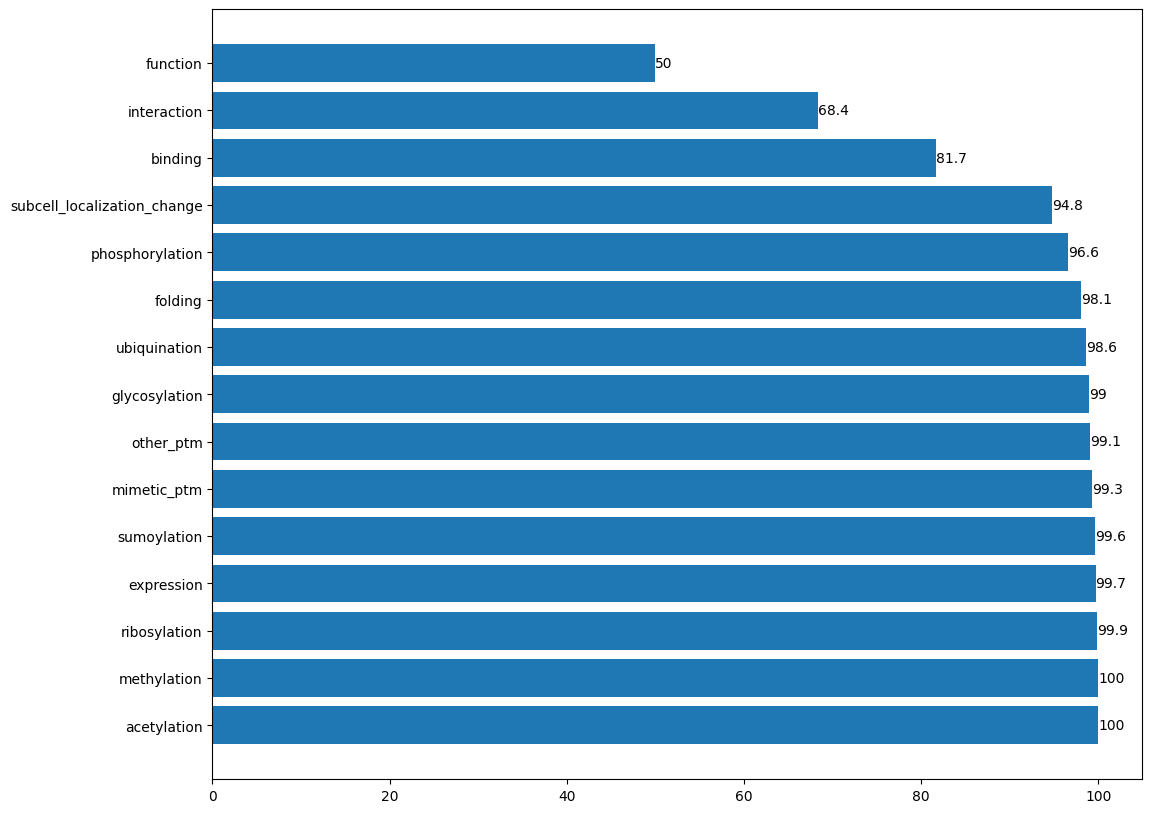 function 50
interaction 68.4
binding 81.7
subcell_localization_change 94.8
phosphorylation 96.6
folding 98.1
ubiquination 98.6
glycosylation 99
other_ptm 99.1
mimetic_ptm 99.3
sumoylation 99.6
expression 99.7
ribosylation 99.9
methylation 100
acetylation 100
0 20 40 60 80 100